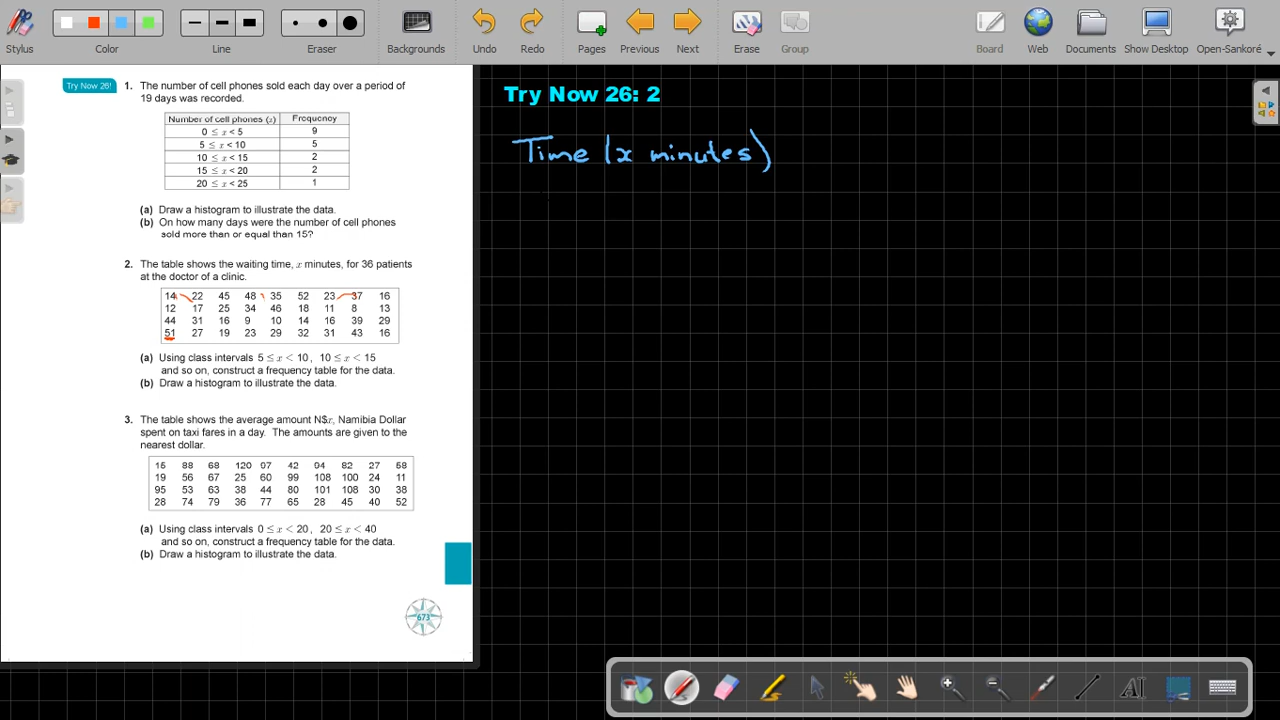 Stylus
Color
Line
Eraser
Backgrounds
Undo
Redo
Pages
Previous
Next
Erase
Group
Board
Web
Documents
Show Desktop
Open-Sankoré
Try Now 26!
1. The number of cell phones sold each day over a period of
19 days was recorded.
Number of cell phones (x) Frequency
0 ≤ x < 5 9
5 ≤ x < 10 5
10 ≤ x < 15 2
15 ≤ x < 20 2
20 ≤ x < 25 1
(a) Draw a histogram to illustrate the data.
(b) On how many days were the number of cell phones
sold more than or equal than 15?
2. The table shows the waiting time, x minutes, for 36 patients
at the doctor of a clinic.
14 22 45 48 35 52 23 37 16
12 17 25 34 46 18 11 8 13
44 31 16 9 10 14 16 39 29
51 27 19 23 29 32 31 43 16
(a) Using class intervals 5 ≤ x < 10, 10 ≤ x < 15
and so on, construct a frequency table for the data.
(b) Draw a histogram to illustrate the data.
3. The table shows the average amount N$x, Namibia Dollar
spent on taxi fares in a day. The amounts are given to the
nearest dollar.
15 88 68 120 97 42 94 82 27 58
19 56 67 25 60 99 108 100 24 11
95 53 63 38 44 80 101 108 30 38
28 74 79 36 77 65 28 45 40 52
(a) Using class intervals 0 ≤ x < 20, 20 ≤ x < 40
and so on, construct a frequency table for the data.
(b) Draw a histogram to illustrate the data.
673
Try Now 26: 2
Time (x minutes)